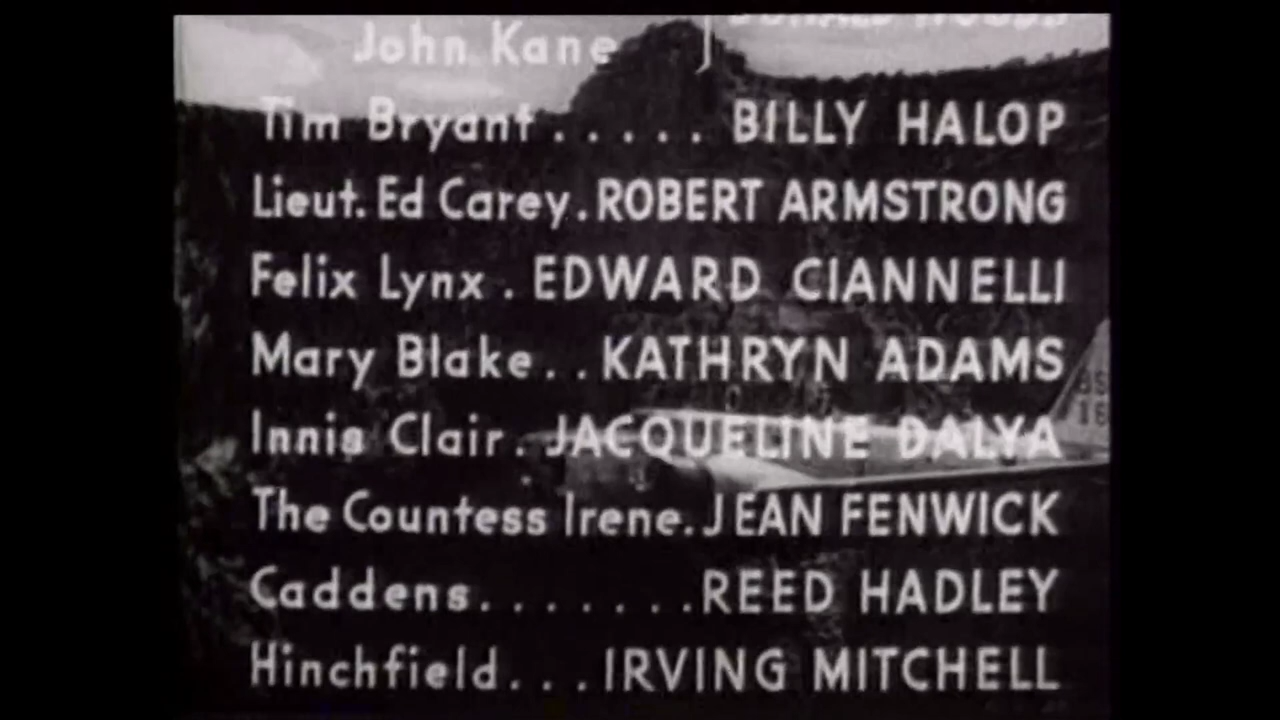 John Kane
Tim Bryant . . . . . BILLY HALOP
Lieut. Ed Carey . ROBERT ARMSTRONG
Felix Lynx . EDWARD CIANNELLI
Mary Blake . . KATHRYN ADAMS
Innis Clair . JACQUELINE DALYA
The Countess Irene . JEAN FENWICK
Caddens . . . . . . . REED HADLEY
Hinchfield . . . IRVING MITCHELL